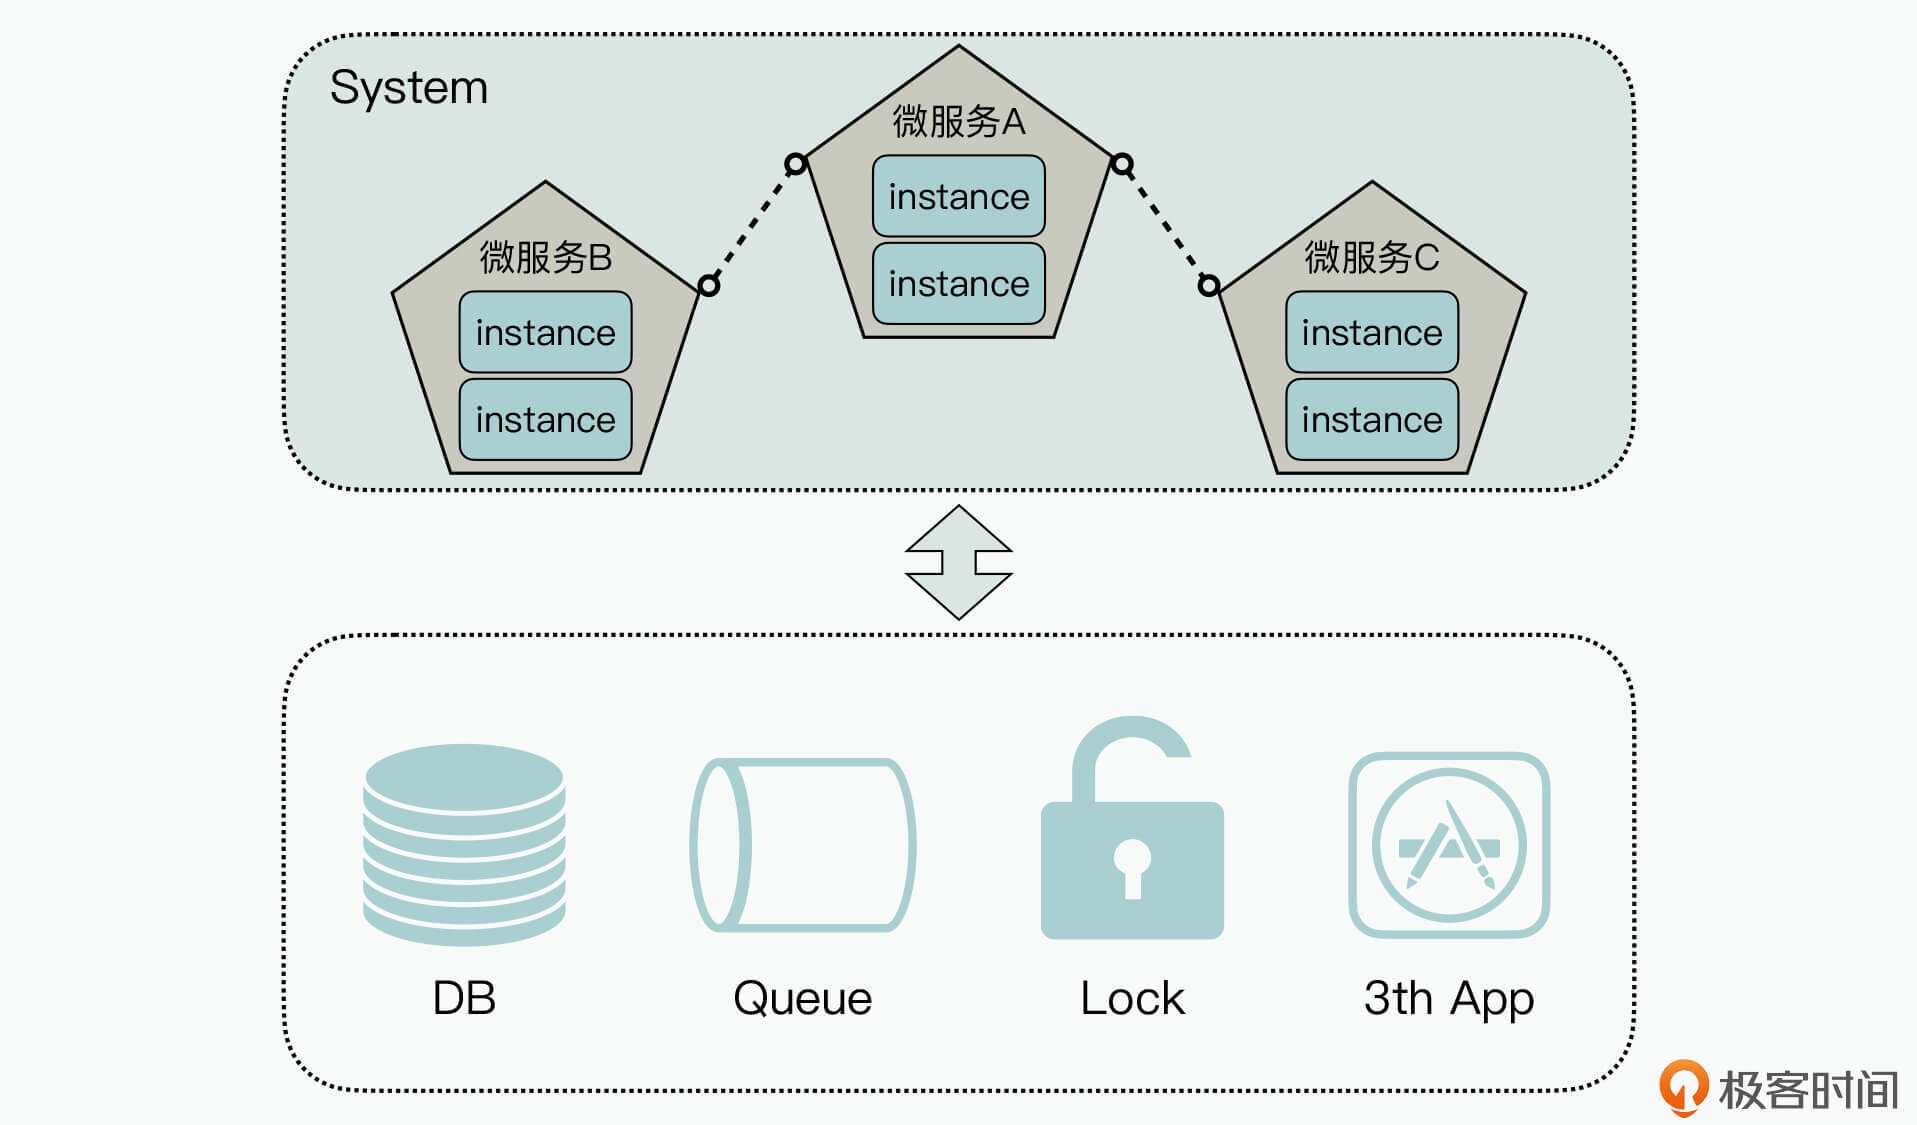 System
微服务A
instance
instance
微服务B
instance
instance
微服务C
instance
instance
DB
Queue
Lock
3th App
极客时间